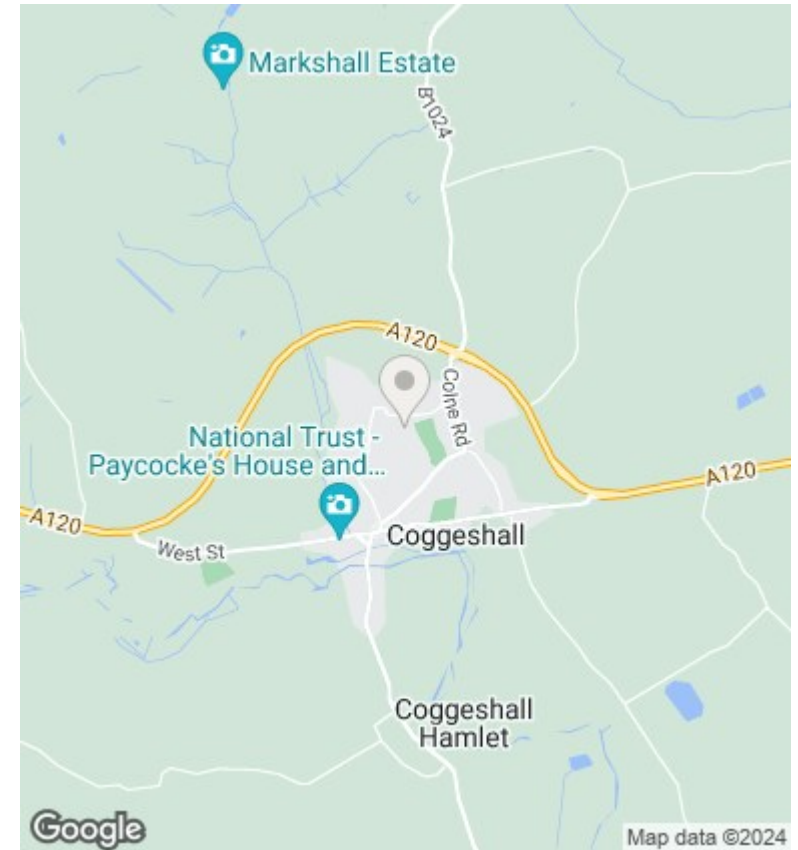 Markshall Estate
B1024
A120
Colne Rd
National Trust -
Paycocke's House and...
A120
A120
West St
Coggeshall
Coggeshall
Hamlet
Google
Map data ©2024